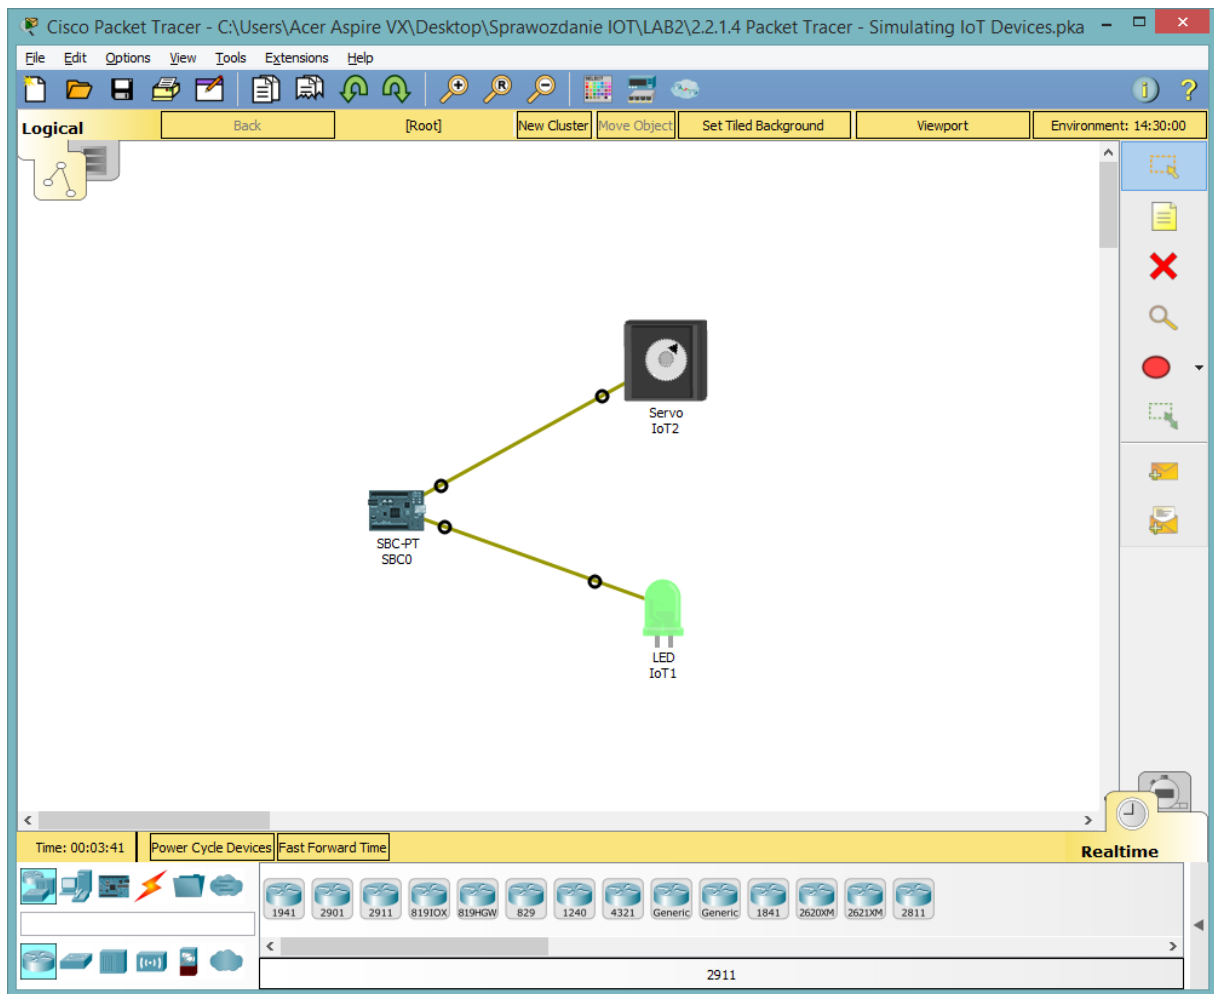 Cisco Packet Tracer - C:\Users\Acer Aspire VX\Desktop\Sprawozdanie IOT\LAB2\2.2.1.4 Packet Tracer - Simulating IoT Devices.pka
File Edit Options View Tools Extensions Help
Logical Back [Root] New Cluster Move Object Set Tiled Background Viewport Environment: 14:30:00
Servo
IoT2
SBC-PT
SBC0
LED
IoT1
Time: 00:03:41 Power Cycle Devices Fast Forward Time Realtime
1941 2901 2911 819IOX 819HGW 829 1240 4321 Generic Generic 1841 2620XM 2621XM 2811
2911